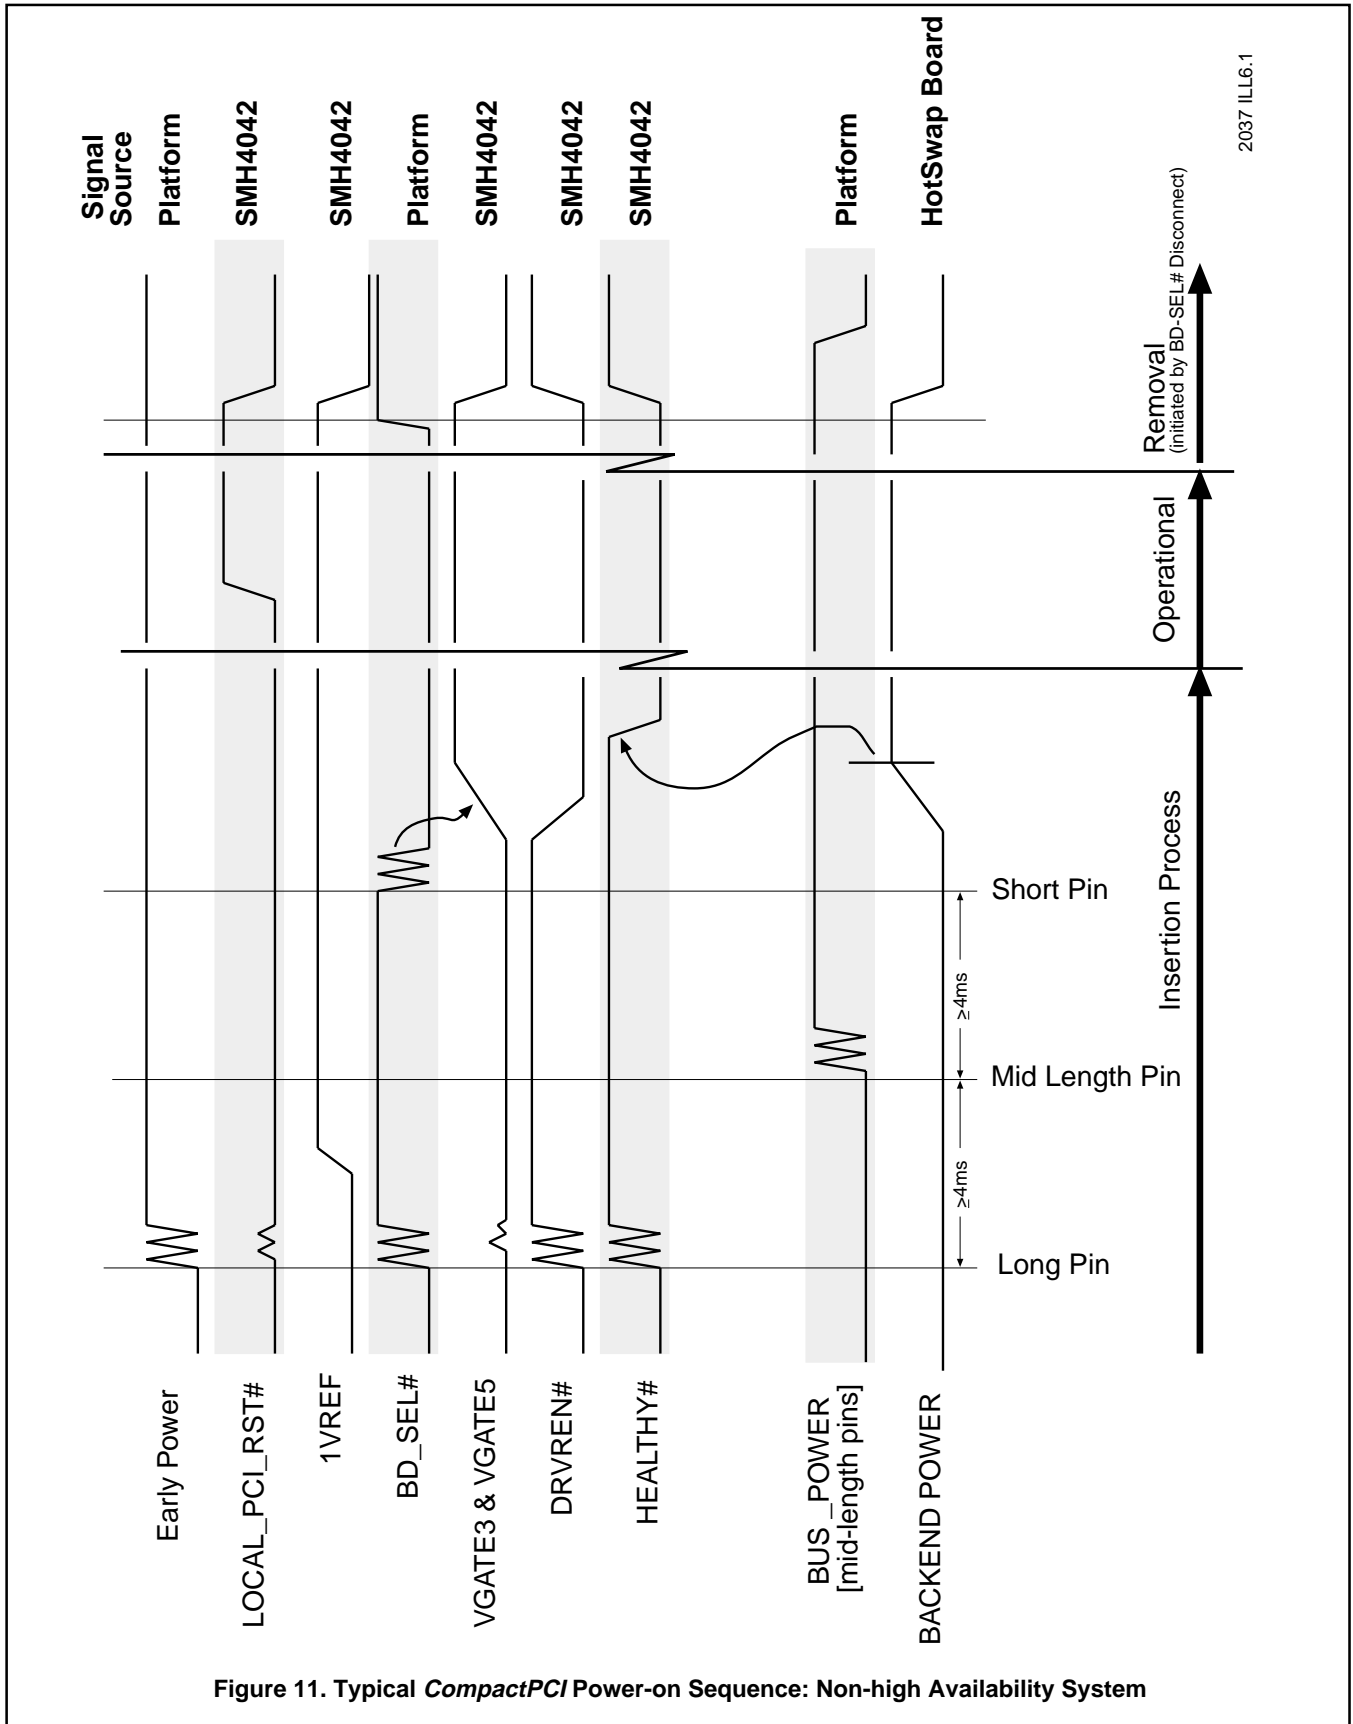 Signal
Source
Early Power
Platform
LOCAL_PCI_RST#
SMH4042
1VREF
SMH4042
BD_SEL#
Platform
VGATE3 & VGATE5
SMH4042
DRVREN#
SMH4042
HEALTHY#
SMH4042
BUS_POWER
[mid-length pins]
Platform
BACKEND POWER
HotSwap Board
Long Pin
≥4ms
Mid Length Pin
≥4ms
Short Pin
Insertion Process
Operational
Removal
(initiated by BD-SEL# Disconnect)
2037 ILL6.1
Figure 11. Typical CompactPCI Power-on Sequence: Non-high Availability System